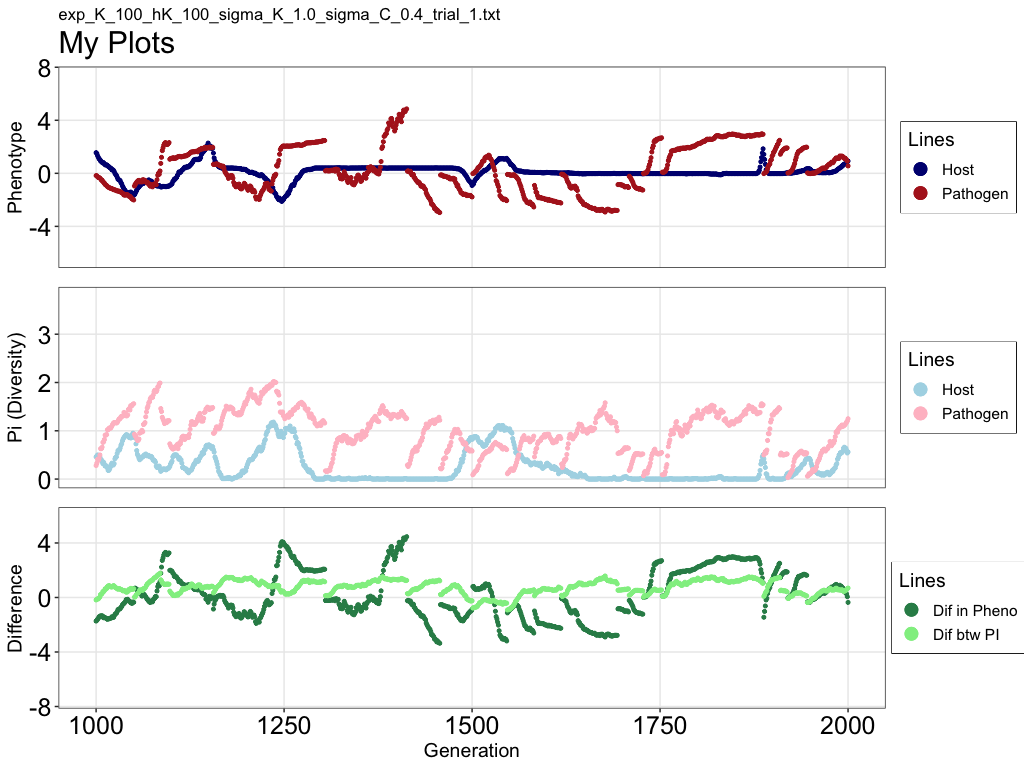 exp_K_100_hK_100_sigma_K_1.0_sigma_C_0.4_trial_1.txt
My Plots
8
4
0
-4
Phenotype
Lines
Host
Pathogen
3
2
1
0
Pi (Diversity)
Lines
Host
Pathogen
4
0
-4
-8
Difference
Lines
Dif in Pheno
Dif btw PI
1000 1250 1500 1750 2000
Generation